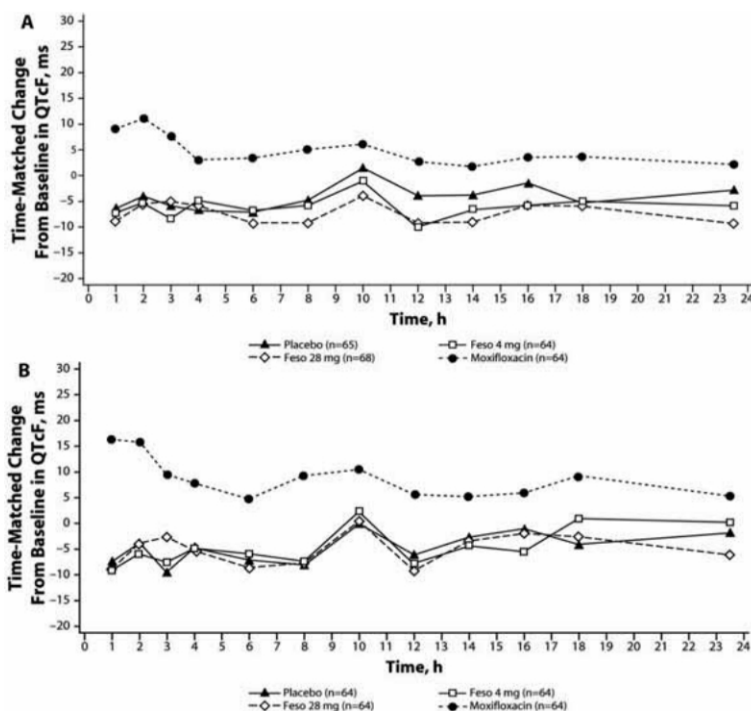 A
Time-Matched Change
From Baseline in QTcF, ms
30
25
20
15
10
5
0
–5
–10
–15
–20
0 1 2 3 4 5 6 7 8 9 10 11 12 13 14 15 16 17 18 19 20 21 22 23 24
Time, h
Placebo (n=65) Feso 4 mg (n=64)
Feso 28 mg (n=68) Moxifloxacin (n=64)
B
Time-Matched Change
From Baseline in QTcF, ms
30
25
20
15
10
5
0
–5
–10
–15
–20
0 1 2 3 4 5 6 7 8 9 10 11 12 13 14 15 16 17 18 19 20 21 22 23 24
Time, h
Placebo (n=64) Feso 4 mg (n=64)
Feso 28 mg (n=64) Moxifloxacin (n=64)